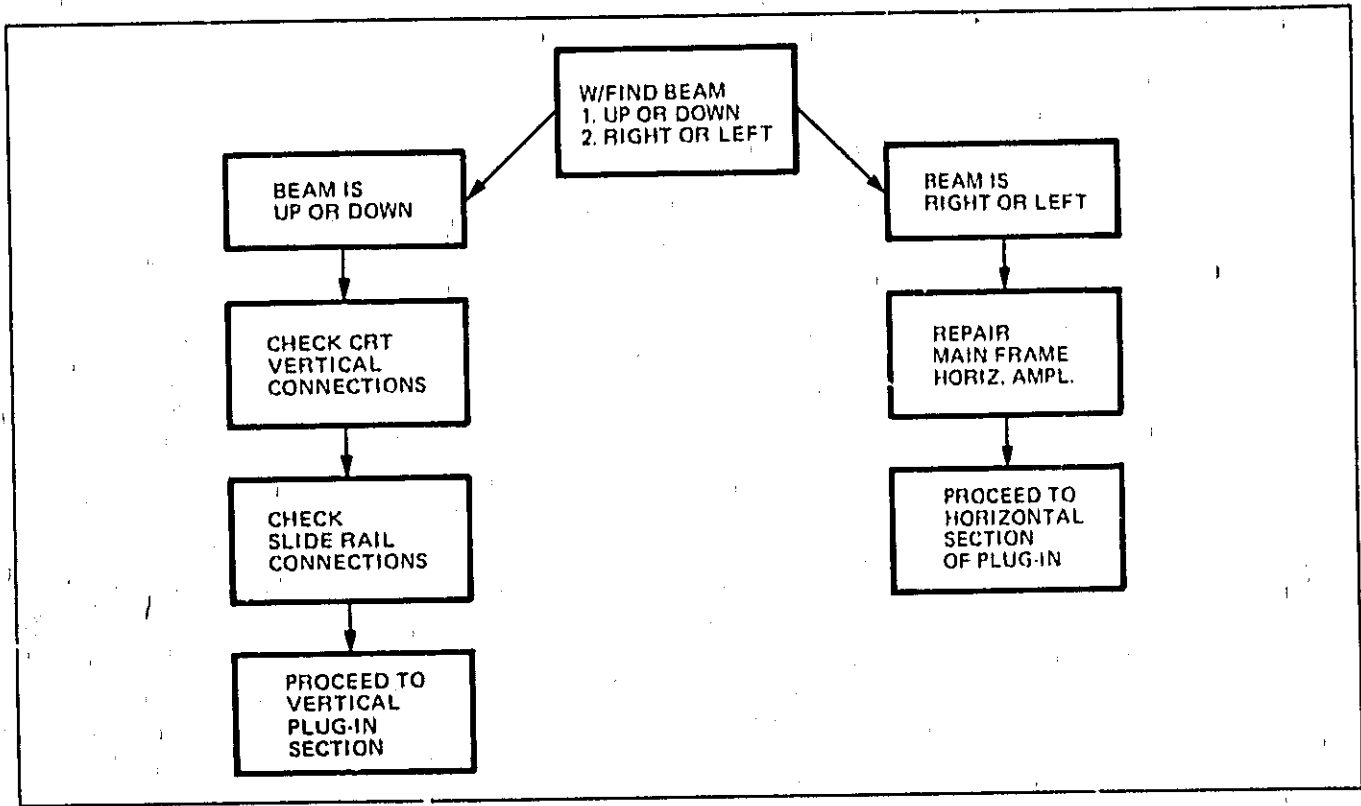 W/FIND BEAM
1. UP OR DOWN
2. RIGHT OR LEFT
BEAM IS
UP OR DOWN
CHECK CRT
VERTICAL
CONNECTIONS
CHECK
SLIDE RAIL
CONNECTIONS
PROCEED TO
VERTICAL
PLUG-IN
SECTION
BEAM IS
RIGHT OR LEFT
REPAIR
MAIN FRAME
HORIZ. AMPL.
PROCEED TO
HORIZONTAL
SECTION
OF PLUG-IN